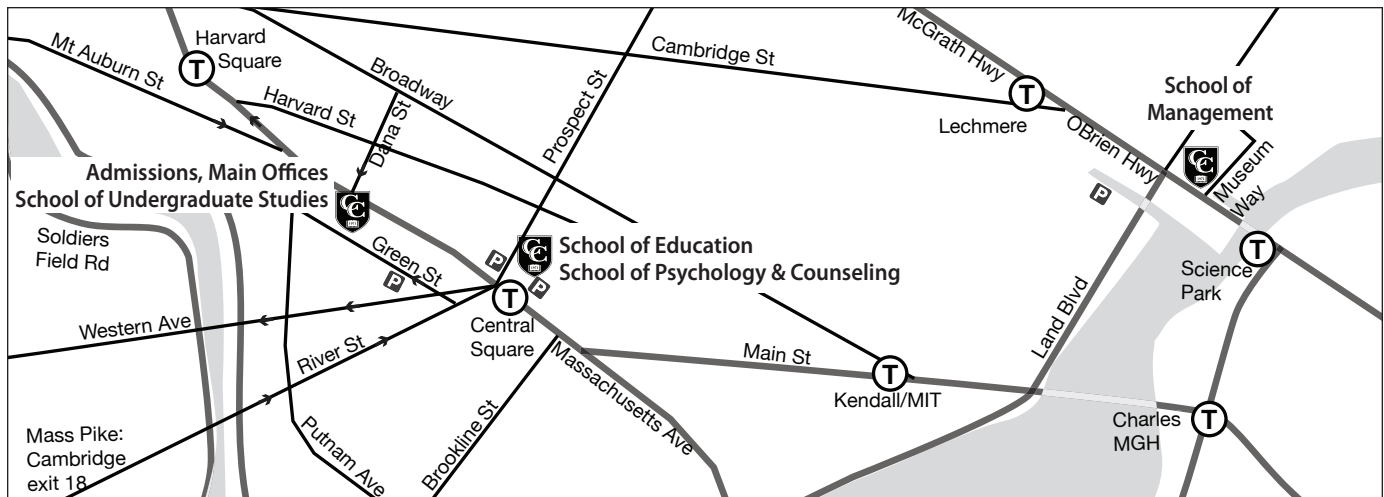 Harvard
Square
Mt Auburn St
Harvard St
Broadway
Dana St
Prospect St
Cambridge St
McGrath Hwy
T
T
Lechmere
OBrien Hwy
School of
Management
Museum
Way
CC
P
Admissions, Main Offices
School of Undergraduate Studies
CC
Soldiers
Field Rd
Green St
P
P
CC
P
School of Education
School of Psychology & Counseling
T
Science
Park
Western Ave
River St
T
Central
Square
Massachusetts Ave
Main St
T
Kendall/MIT
Land Blvd
T
Charles
MGH
Mass Pike:
Cambridge
exit 18
Putnam Ave
Brookline St